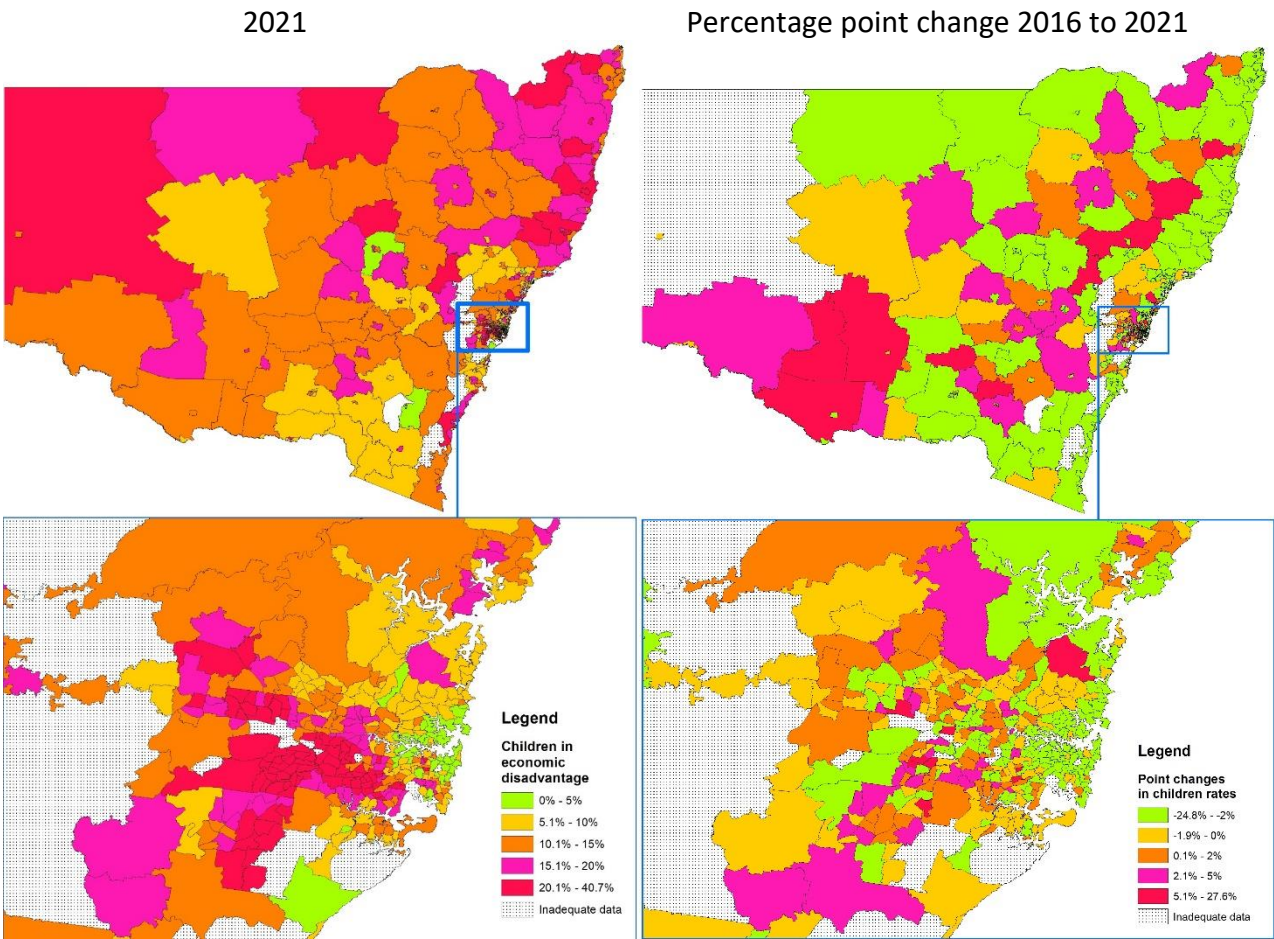 2021
Percentage point change 2016 to 2021
Legend
Children in
economic
disadvantage
0% - 5%
5.1% - 10%
10.1% - 15%
15.1% - 20%
20.1% - 40.7%
Inadequate data
Legend
Point changes
in children rates
-24.8% - -2%
-1.9% - 0%
0.1% - 2%
2.1% - 5%
5.1% - 27.6%
Inadequate data